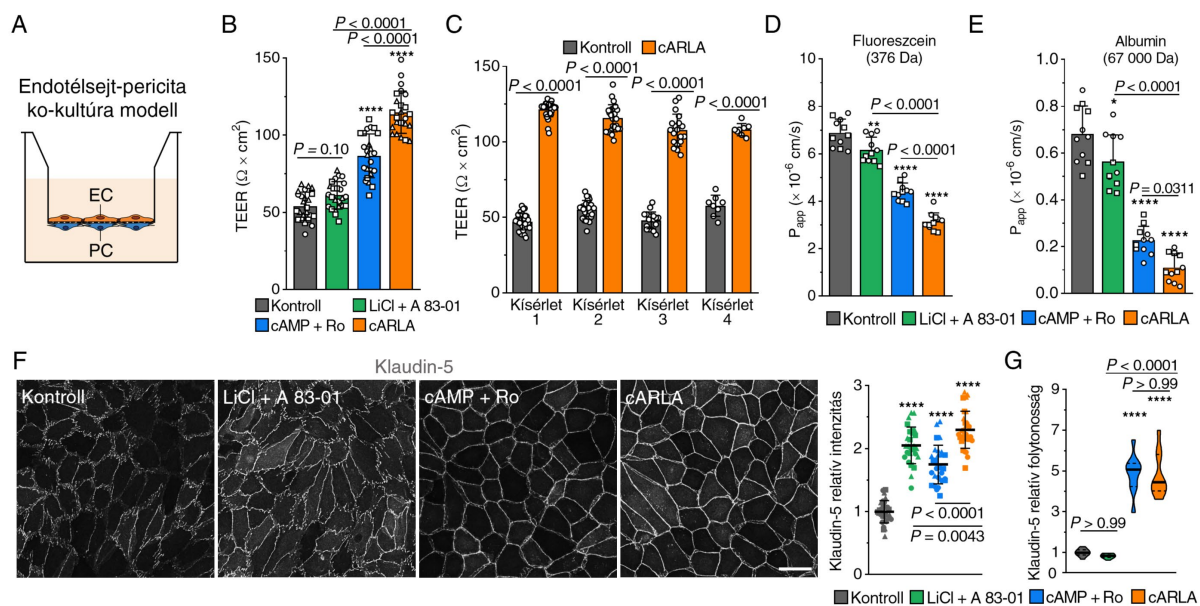 A
Endotélsejt-pericita
ko-kultúra modell
EC
PC
B
P < 0.0001
P < 0.0001
****
****
P = 0.10
TEER (Ω × cm²)
150
100
50
0
Kontroll
LiCl + A 83-01
cAMP + Ro
cARLA
C
Kontroll
cARLA
P < 0.0001
P < 0.0001
P < 0.0001
P < 0.0001
TEER (Ω × cm²)
150
100
50
0
Kísérlet
1
Kísérlet
2
Kísérlet
3
Kísérlet
4
D
Fluoreszcein
(376 Da)
P < 0.0001
**
P < 0.0001
****
****
Papp (× 10⁻⁶ cm/s)
10
8
6
4
2
0
E
Albumin
(67 000 Da)
P < 0.0001
*
P = 0.0311
****
****
Papp (× 10⁻⁶ cm/s)
1.0
0.8
0.6
0.4
0.2
0.0
Kontroll
LiCl + A 83-01
cAMP + Ro
cARLA
F
Klaudin-5
Kontroll
LiCl + A 83-01
cAMP + Ro
cARLA
Klaudin-5 relatív intenzitás
3
2
1
0
****
****
****
P < 0.0001
P = 0.0043
G
Klaudin-5 relatív folytonosság
9
7
5
3
1
P < 0.0001
P > 0.99
****
****
P > 0.99
Kontroll
LiCl + A 83-01
cAMP + Ro
cARLA